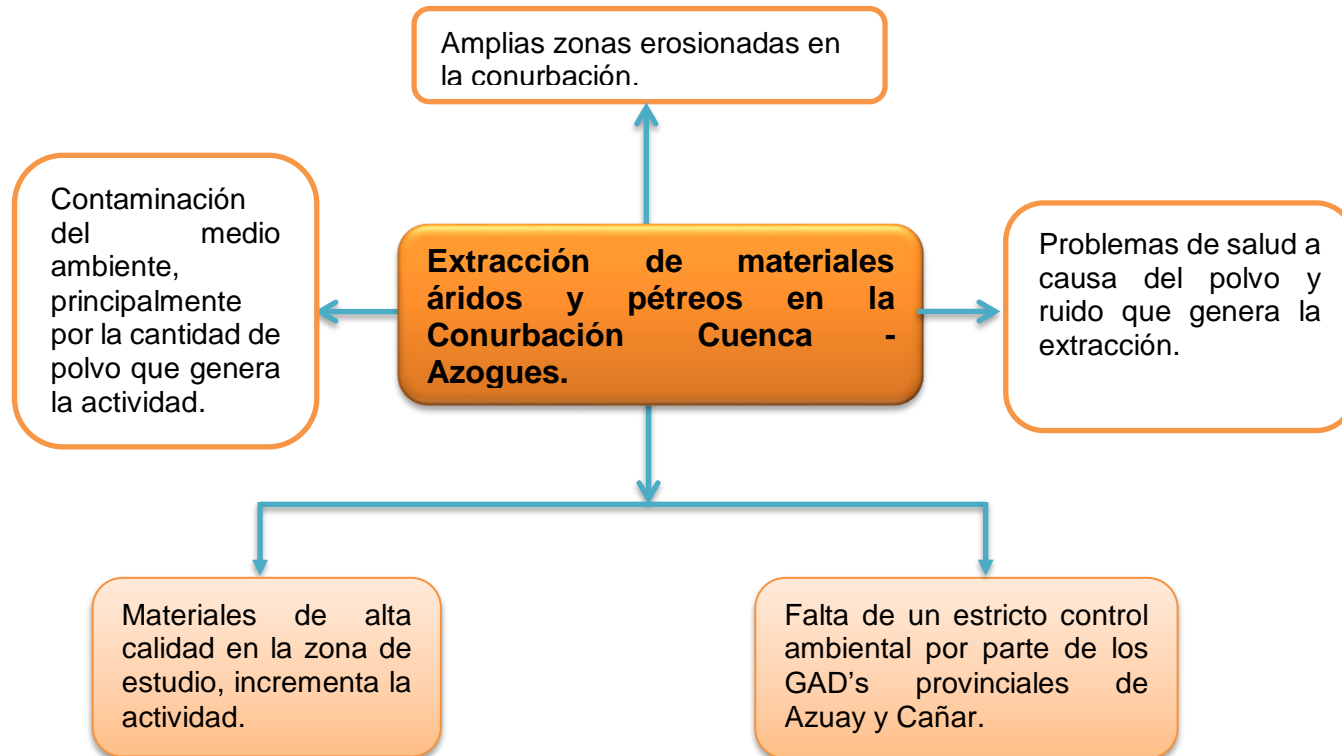 Amplias zonas erosionadas en
la conurbación.
Contaminación
del medio
ambiente,
principalmente
por la cantidad de
polvo que genera
la actividad.
Extracción de materiales
áridos y pétreos en la
Conurbación Cuenca -
Azogues.
Problemas de salud a
causa del polvo y
ruido que genera la
extracción.
Materiales de alta
calidad en la zona de
estudio, incrementa la
actividad.
Falta de un estricto control
ambiental por parte de los
GAD’s provinciales de
Azuay y Cañar.